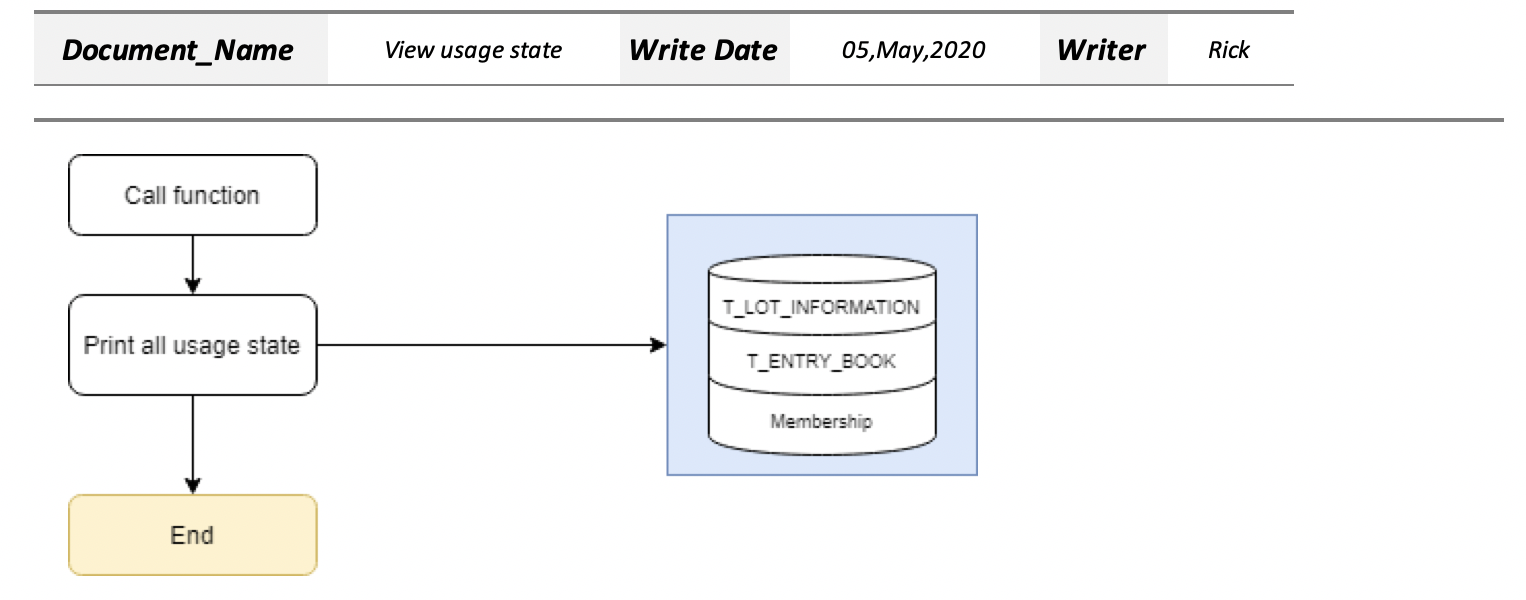 Document_Name View usage state Write Date 05,May,2020 Writer Rick
Call function
Print all usage state
End
T_LOT_INFORMATION
T_ENTRY_BOOK
Membership